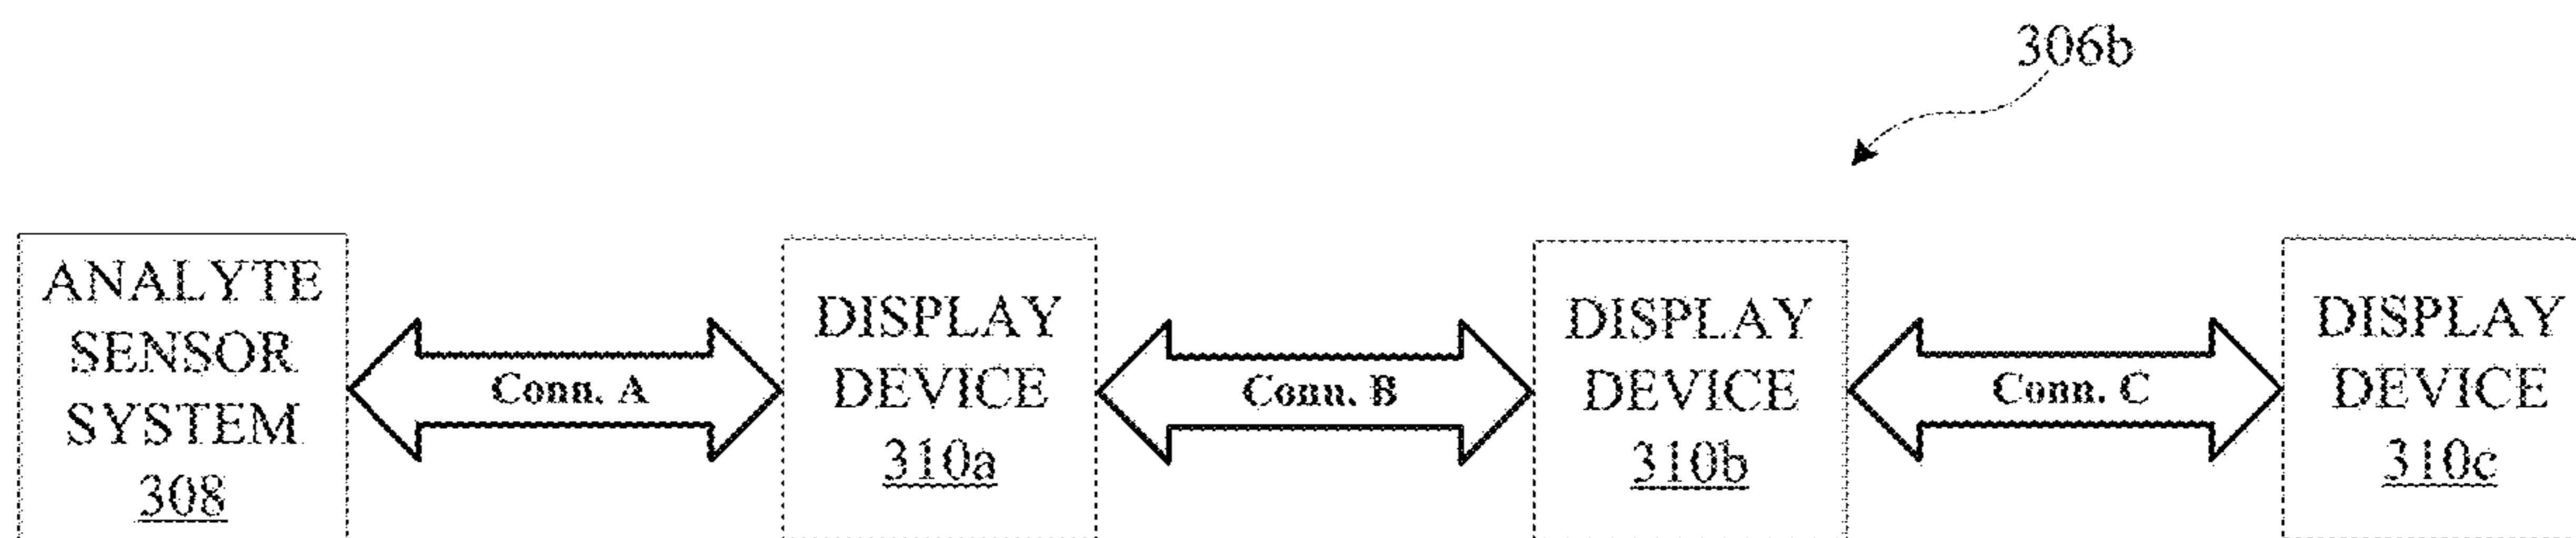 306b
ANALYTE
SENSOR
SYSTEM
308
Conn. A
DISPLAY
DEVICE
310a
Conn. B
DISPLAY
DEVICE
310b
Conn. C
DISPLAY
DEVICE
310c